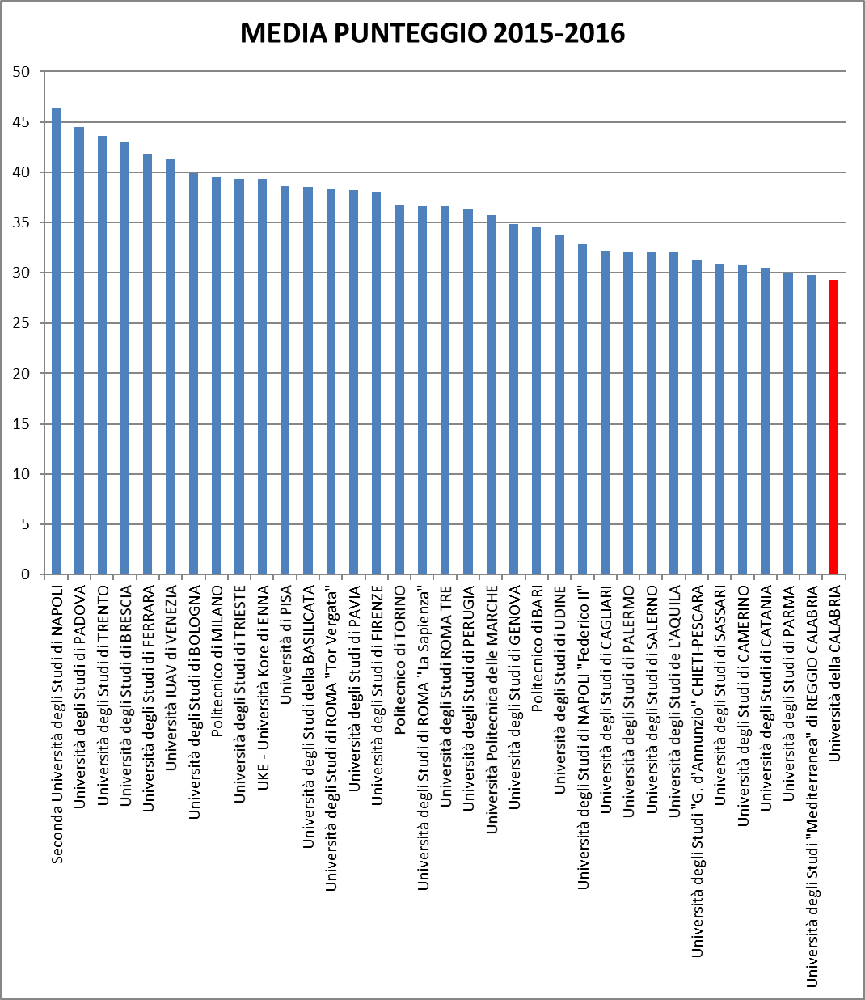 MEDIA PUNTEGGIO 2015-2016
50
45
40
35
30
25
20
15
10
5
0
Seconda Università degli Studi di NAPOLI
Università degli Studi di PADOVA
Università degli Studi di TRENTO
Università degli Studi di BRESCIA
Università degli Studi di FERRARA
Università IUAV di VENEZIA
Università degli Studi di BOLOGNA
Politecnico di MILANO
Università degli Studi di TRIESTE
UKE - Università Kore di ENNA
Università di PISA
Università degli Studi della BASILICATA
Università degli Studi di ROMA "Tor Vergata"
Università degli Studi di PAVIA
Università degli Studi di FIRENZE
Politecnico di TORINO
Università degli Studi di ROMA "La Sapienza"
Università degli Studi ROMA TRE
Università degli Studi di PERUGIA
Università Politecnica delle MARCHE
Università degli Studi di GENOVA
Politecnico di BARI
Università degli Studi di UDINE
Università degli Studi di NAPOLI "Federico II"
Università degli Studi di CAGLIARI
Università degli Studi di PALERMO
Università degli Studi di SALERNO
Università degli Studi de L'AQUILA
Università degli Studi "G. d'Annunzio" CHIETI-PESCARA
Università degli Studi di SASSARI
Università degli Studi di CAMERINO
Università degli Studi di CATANIA
Università degli Studi di PARMA
Università degli Studi "Mediterranea" di REGGIO CALABRIA
Università della CALABRIA